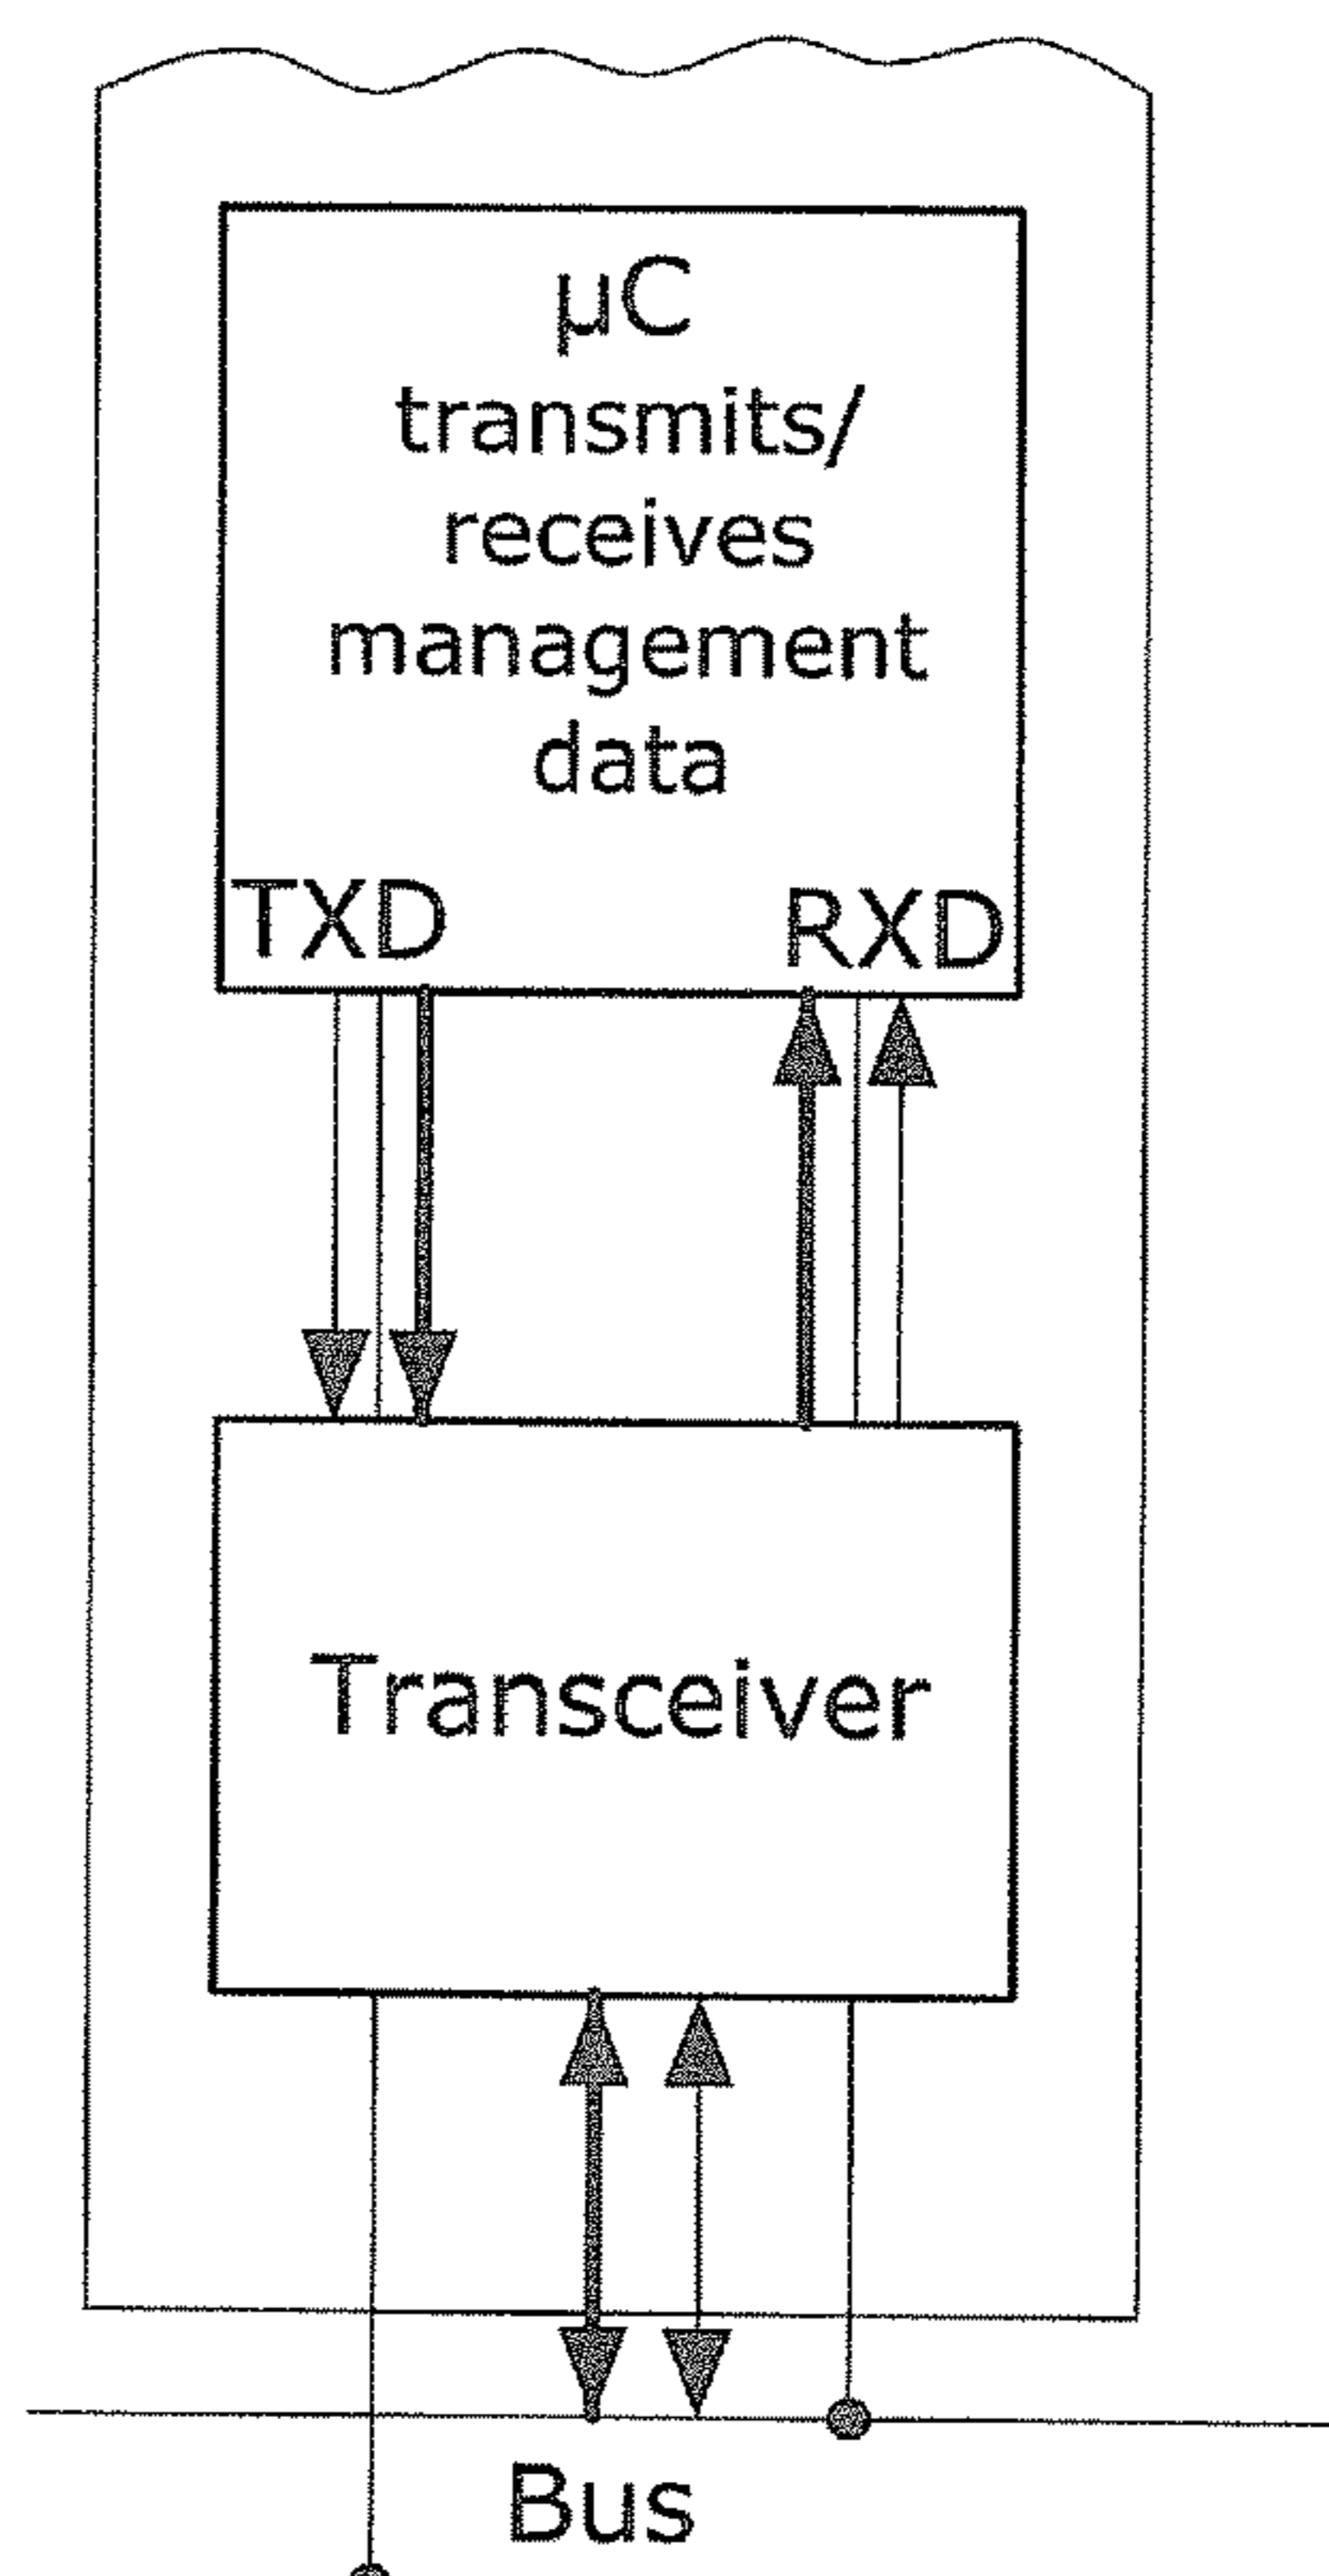 µC
transmits/
receives
management
data
TXD RXD
Transceiver
Bus